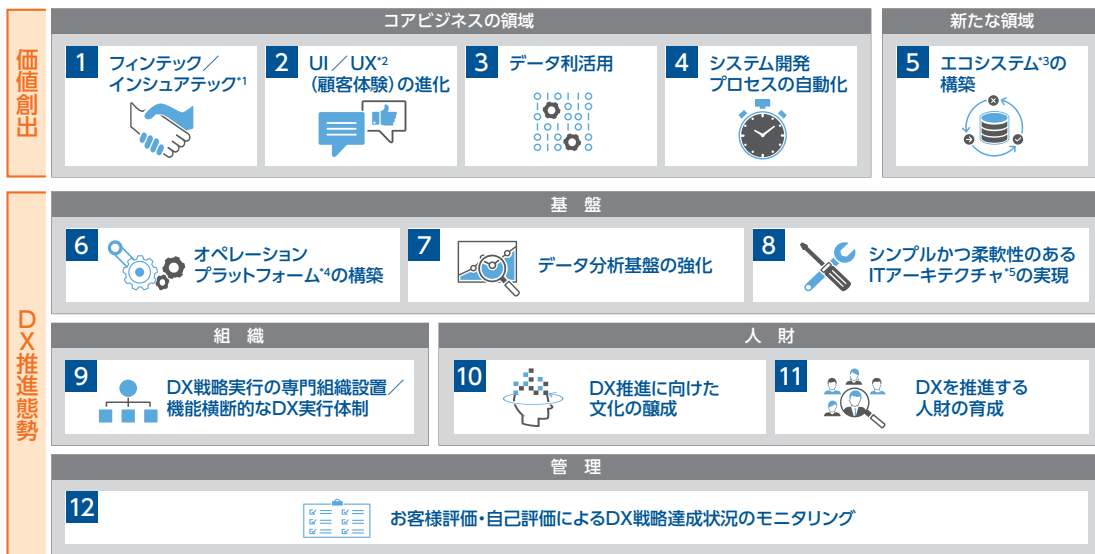 価値創出
コアビジネスの領域
1 フィンテック／
インシュアテック*1
2 UI／UX*2
（顧客体験）の進化
3 データ利活用
4 システム開発
プロセスの自動化
新たな領域
5 エコシステム*3の
構築
DX推進態勢
基 盤
6 オペレーション
プラットフォーム*4の構築
7 データ分析基盤の強化
8 シンプルかつ柔軟性のある
ITアーキテクチャ*5の実現
組 織
9 DX戦略実行の専門組織設置／
機能横断的なDX実行体制
人 財
10 DX推進に向けた
文化の醸成
11 DXを推進する
人財の育成
管 理
12 お客様評価・自己評価によるDX戦略達成状況のモニタリング